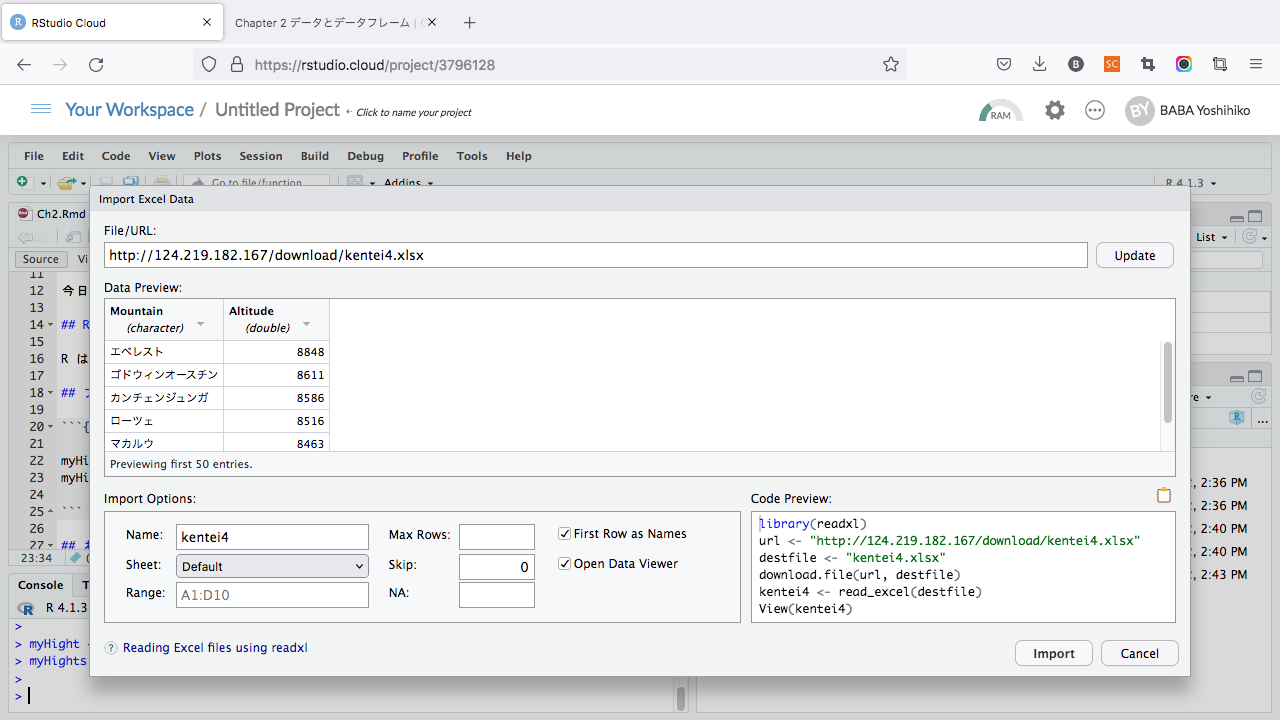 RStudio Cloud
Chapter 2 データとデータフレーム | C
https://rstudio.cloud/project/3796128
Your Workspace / Untitled Project
Click to name your project
RAM
BY
BABA Yoshihiko
File Edit Code View Plots Session Build Debug Profile Tools Help
Go to file/function
Addins
R 4.1.3
Ch2.Rmd
List
Source
Vi
Import Excel Data
File/URL:
http://124.219.182.167/download/kentei4.xlsx
Update
Data Preview:
Mountain (character)
Altitude (double)
エベレスト 8848
ゴドウィンオースチン 8611
カンチェンジュンガ 8586
ローツェ 8516
マカルウ 8463
Previewing first 50 entries.
Import Options:
Name: kentei4
Sheet: Default
Range: A1:D10
Max Rows:
Skip: 0
NA:
First Row as Names
Open Data Viewer
Code Preview:
library(readxl)
url <- "http://124.219.182.167/download/kentei4.xlsx"
destfile <- "kentei4.xlsx"
download.file(url, destfile)
kentei4 <- read_excel(destfile)
View(kentei4)
Reading Excel files using readxl
Import
Cancel
11
12 今日
13
14 ## R
15
16 R は
17
18 ##
19
20 ```{
21
22 myHi
23 myHi
24
25 ```
26
27 ##
23:34
Console
T
R 4.1.3
>
> myHight
> myHights
>
>
re
, 2:36 PM
, 2:36 PM
, 2:40 PM
, 2:40 PM
, 2:43 PM